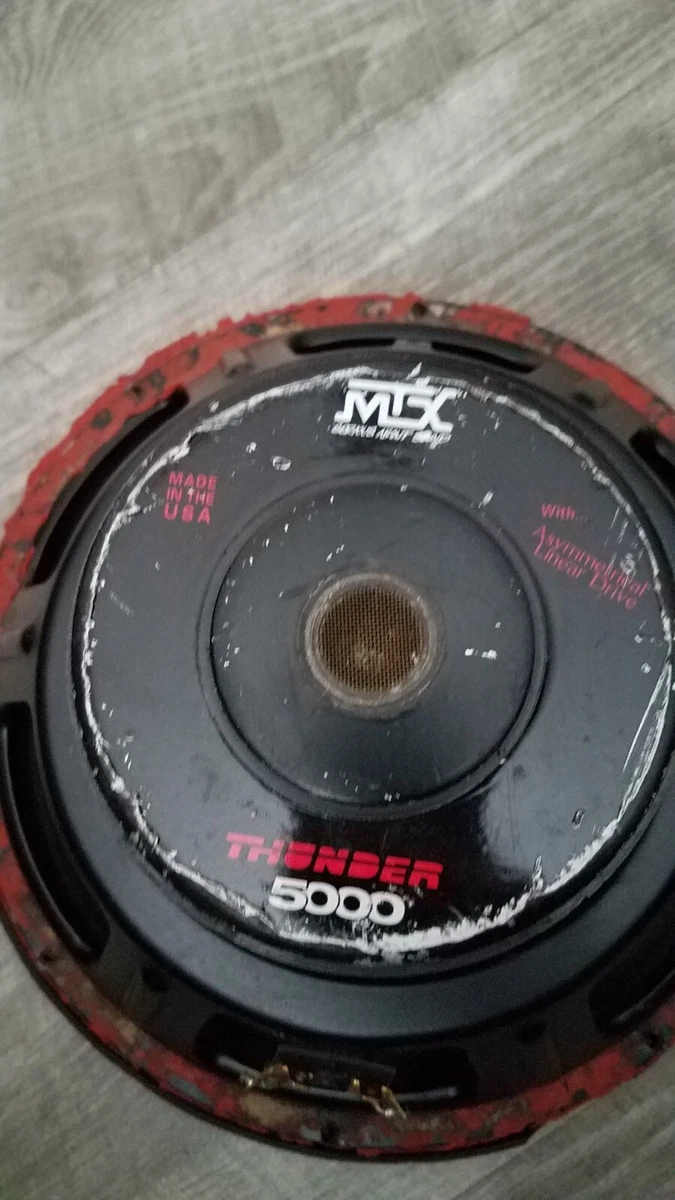 MTX
MADE
IN THE
USA
With
Asymmetrical
Linear Drive
THUNDER
5000